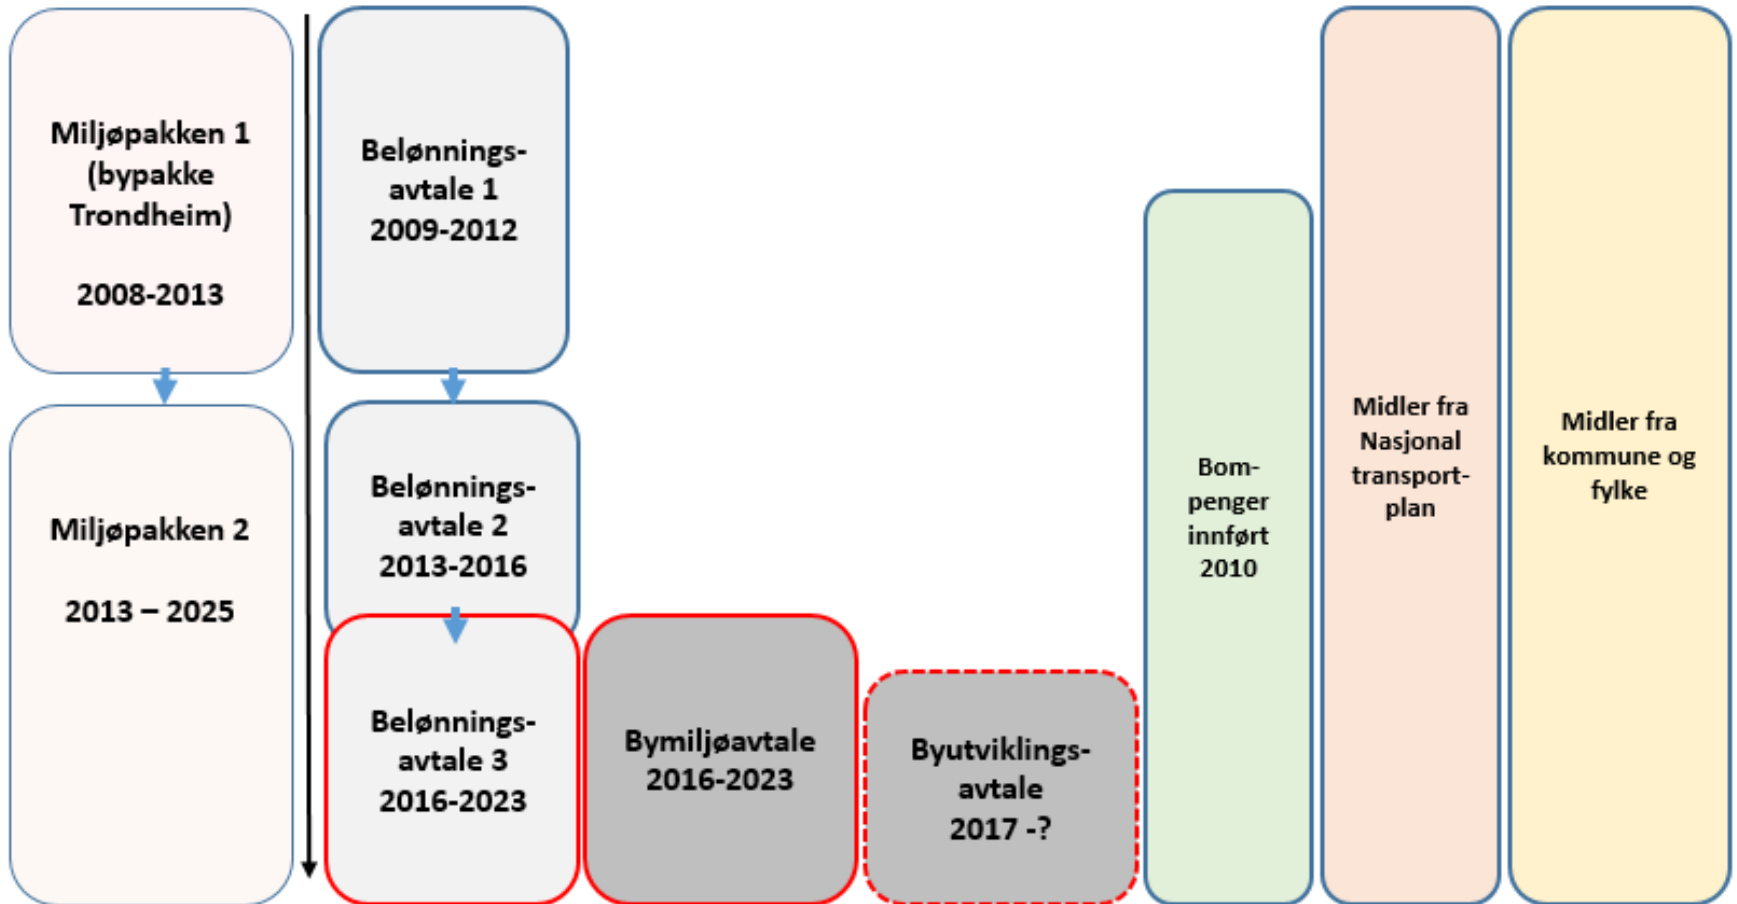 Miljøpakken 1
(bypakke
Trondheim)
2008-2013
Belønnings-
avtale 1
2009-2012
Miljøpakken 2
2013 – 2025
Belønnings-
avtale 2
2013-2016
Belønnings-
avtale 3
2016-2023
Bymiljøavtale
2016-2023
Byutviklings-
avtale
2017 -?
Bom-
penger
innført
2010
Midler fra
Nasjonal
transport-
plan
Midler fra
kommune og
fylke